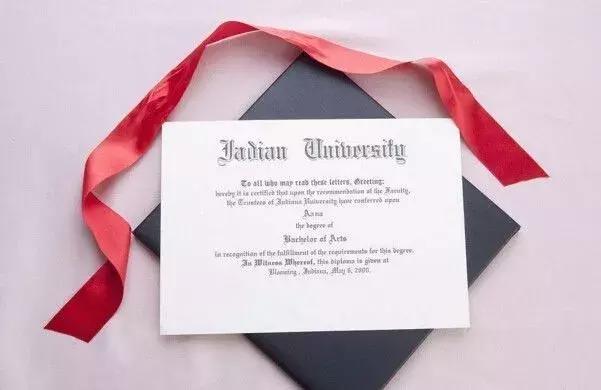 Iadian University
To all who may read these letters, Greeting:
hereby it is certified that upon the recommendation of the Faculty,
the Trustees of Indiana University have conferred upon
Aana
the degree of
Bachelor of Arts
in recognition of the fulfillment of the requirements for this degree.
In Witness Whereof, this diploma is given at
Blooming , Indiana, May 6, 2000.